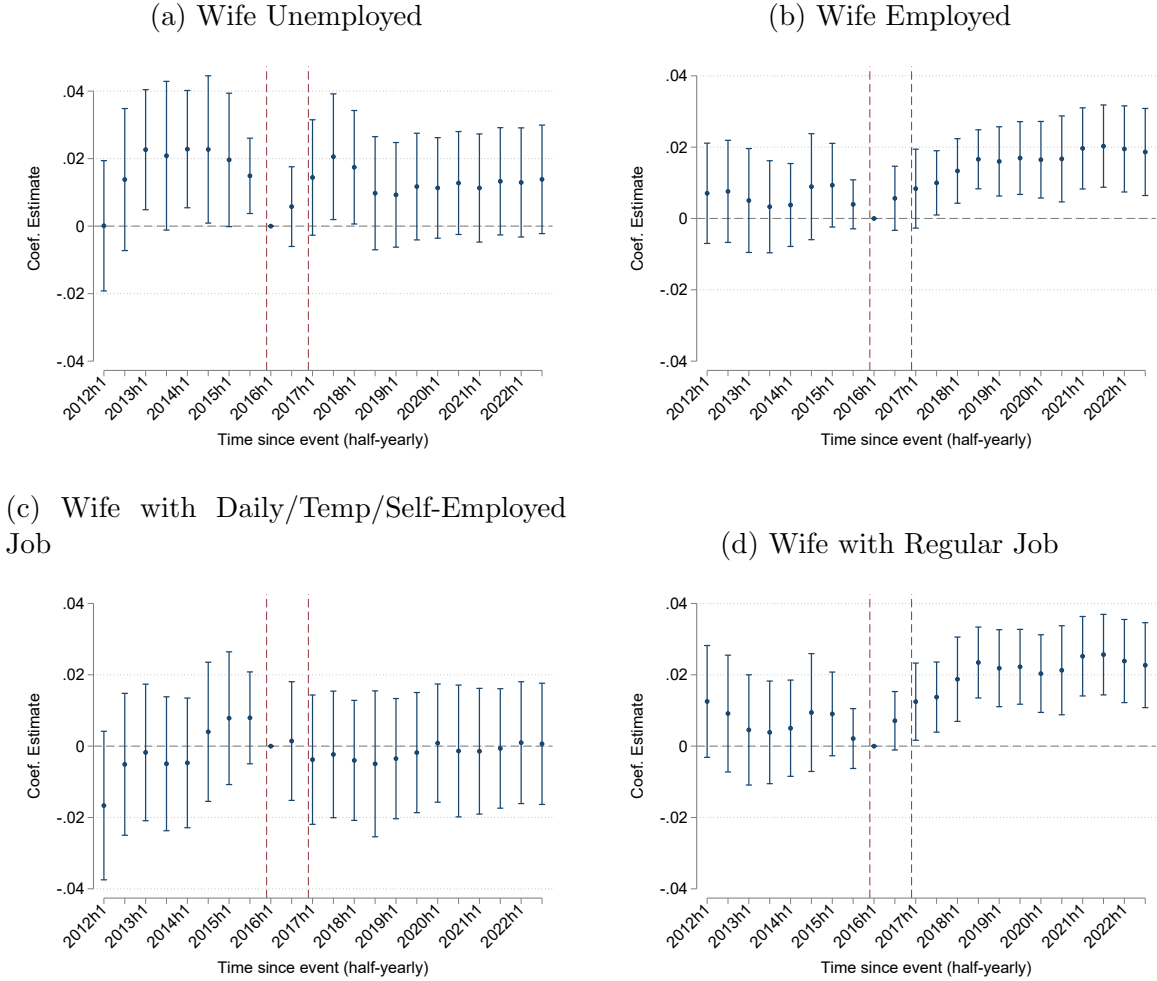 (a) Wife Unemployed
.04
.02
0
-.02
-.04
Coef. Estimate
2012h1
2013h1
2014h1
2015h1
2016h1
2017h1
2018h1
2019h1
2020h1
2021h1
2022h1
Time since event (half-yearly)
(b) Wife Employed
.04
.02
0
-.02
-.04
Coef. Estimate
2012h1
2013h1
2014h1
2015h1
2016h1
2017h1
2018h1
2019h1
2020h1
2021h1
2022h1
Time since event (half-yearly)
(c) Wife with Daily/Temp/Self-Employed
Job
.04
.02
0
-.02
-.04
Coef. Estimate
2012h1
2013h1
2014h1
2015h1
2016h1
2017h1
2018h1
2019h1
2020h1
2021h1
2022h1
Time since event (half-yearly)
(d) Wife with Regular Job
.04
.02
0
-.02
-.04
Coef. Estimate
2012h1
2013h1
2014h1
2015h1
2016h1
2017h1
2018h1
2019h1
2020h1
2021h1
2022h1
Time since event (half-yearly)